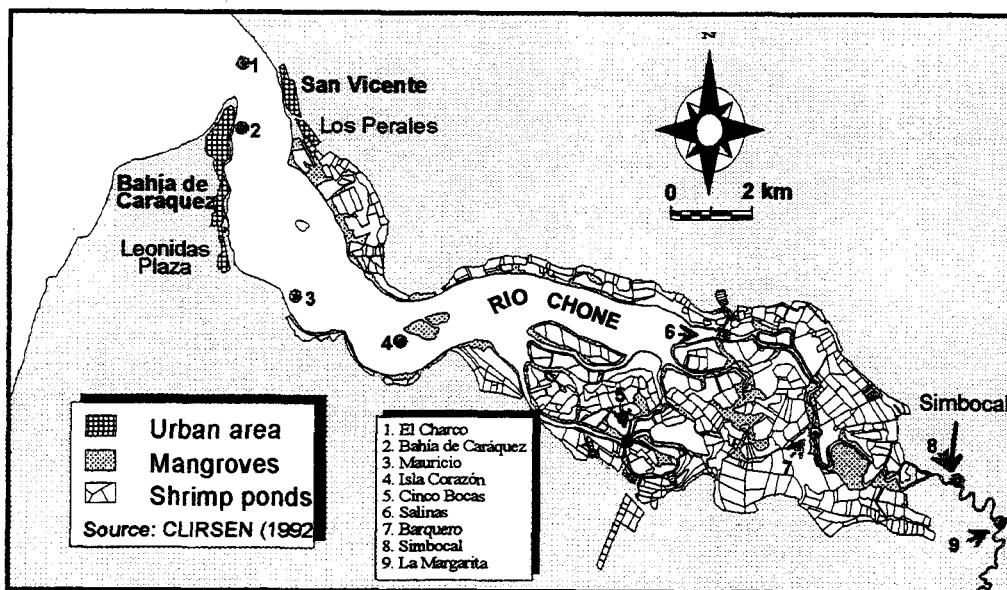 N
1
San Vicente
Los Perales
2
Bahia de
Caraquez
Leonidas
Plaza
0 2 km
3
RIO CHONE
4
5
6
7
Simbocal
8
9
Urban area
Mangroves
Shrimp ponds
Source: CLIRSEN (1992
1. El Charco
2. Bahía de Caráquez
3. Mauricio
4. Isla Corazón
5. Cinco Bocas
6. Salinas
7. Barquero
8. Simbocal
9. La Margarita